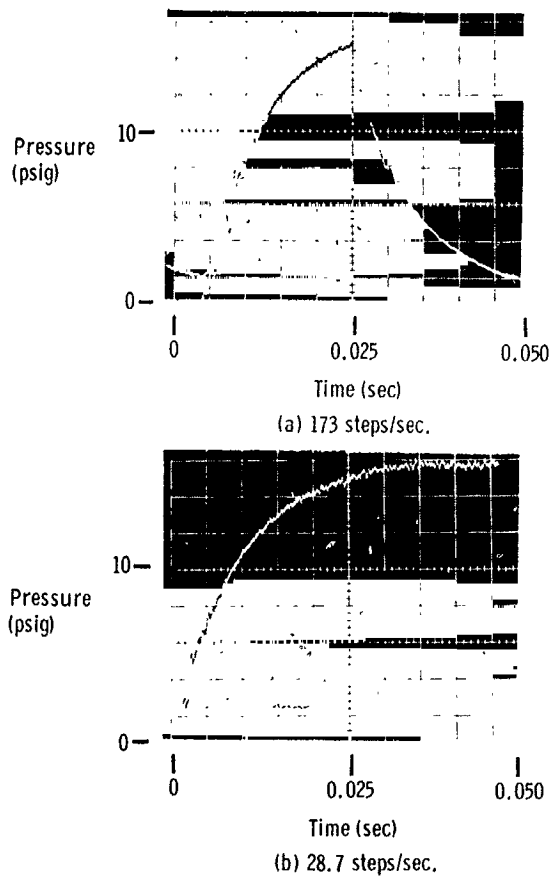 Pressure
(psig)
10
0
0
0.025
0.050
Time (sec)
(a) 173 steps/sec.
Pressure
(psig)
10
0
0
0.025
0.050
Time (sec)
(b) 28.7 steps/sec.